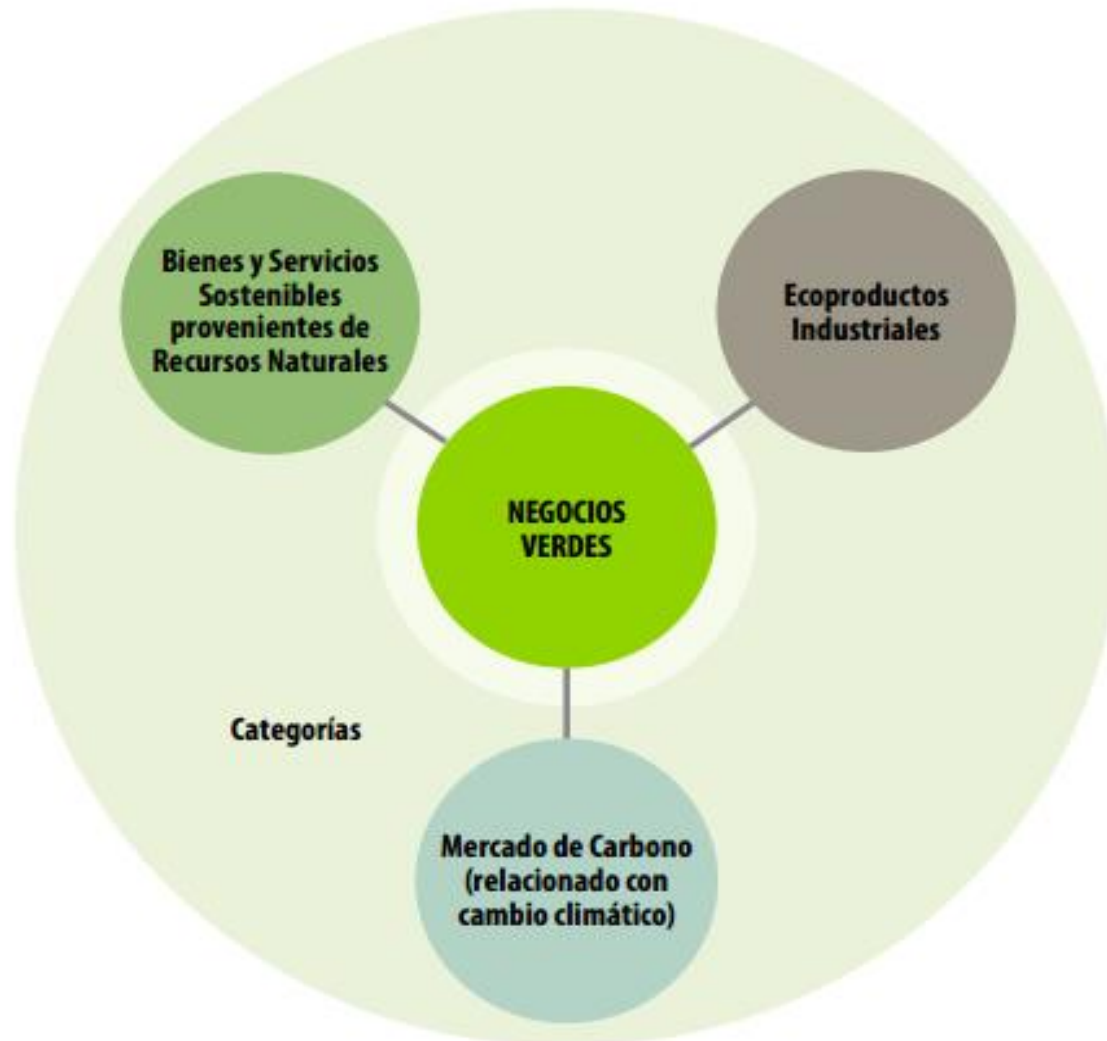 Bienes y Servicios
Sostenibles
provenientes de
Recursos Naturales
Ecoproductos
Industriales
NEGOCIOS
VERDES
Categorías
Mercado de Carbono
(relacionado con
cambio climático)